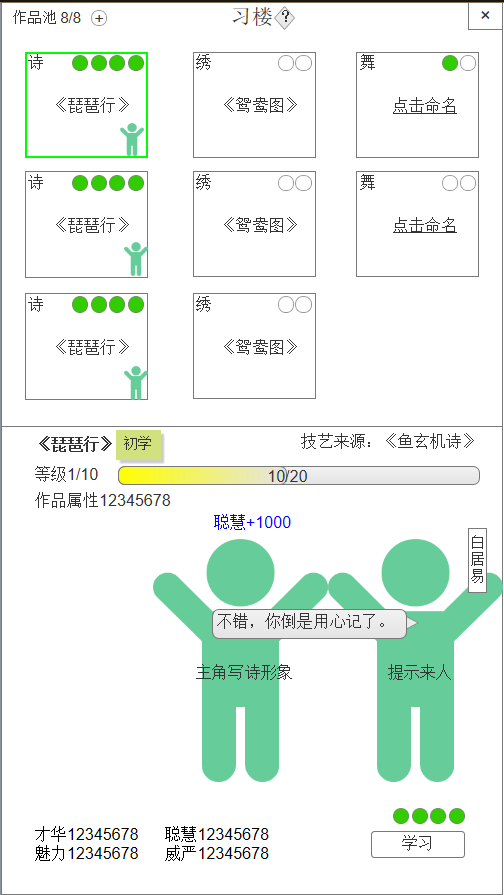 作品池 8/8 +
习楼?
×
诗
《琵琶行》
绣
《鸳鸯图》
舞
点击命名
诗
《琵琶行》
绣
《鸳鸯图》
舞
点击命名
诗
《琵琶行》
绣
《鸳鸯图》
《琵琶行》 初学
技艺来源：《鱼玄机诗》
等级1/10
10/20
作品属性12345678
聪慧+1000
白居易
不错，你倒是用心记了。
主角写诗形象
提示来人
才华12345678 聪慧12345678
魅力12345678 威严12345678
学习